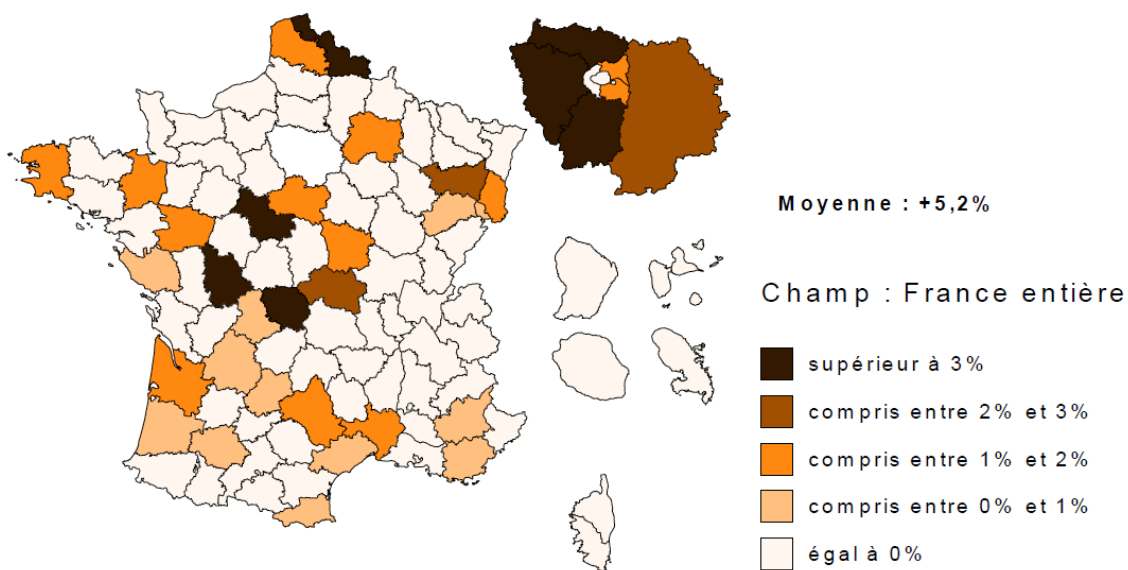 Moyenne : +5,2%
Champ : France entière
supérieur à 3%
compris entre 2% et 3%
compris entre 1% et 2%
compris entre 0% et 1%
égal à 0%